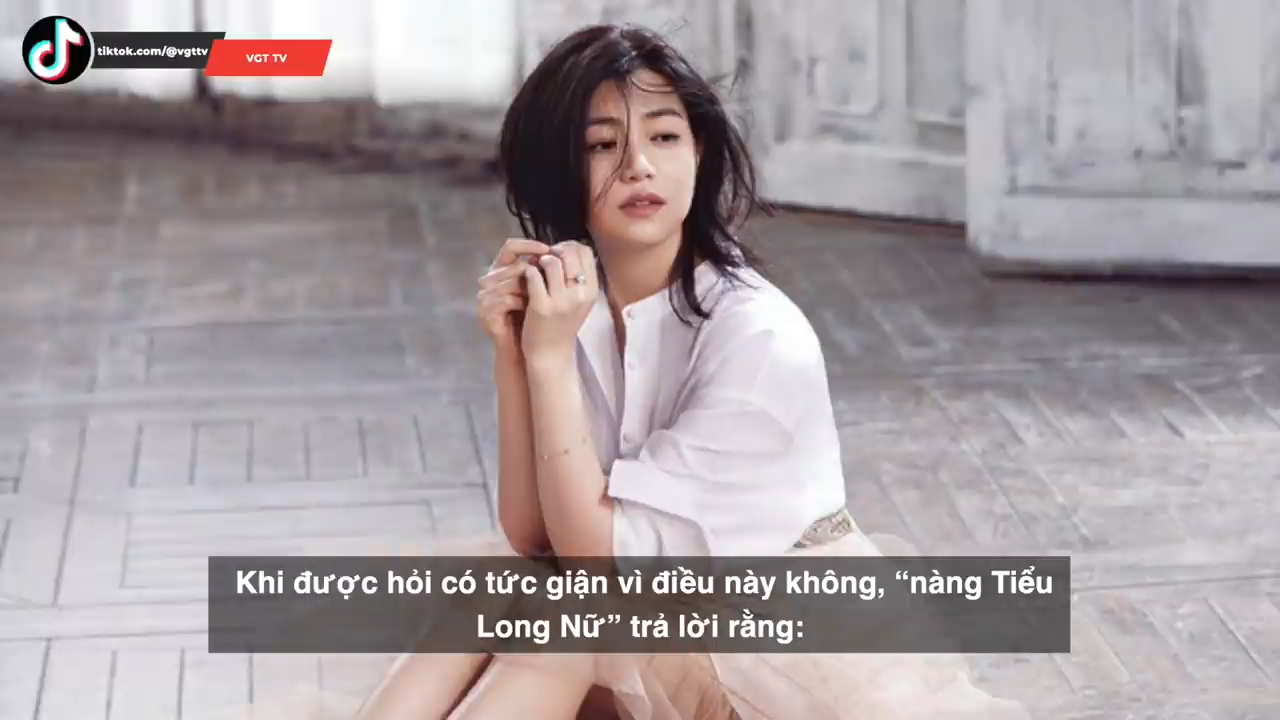 tiktok.com/@vgttv
VGT TV
Khi được hỏi có tức giận vì điều này không, “nàng Tiểu
Long Nữ” trả lời rằng: